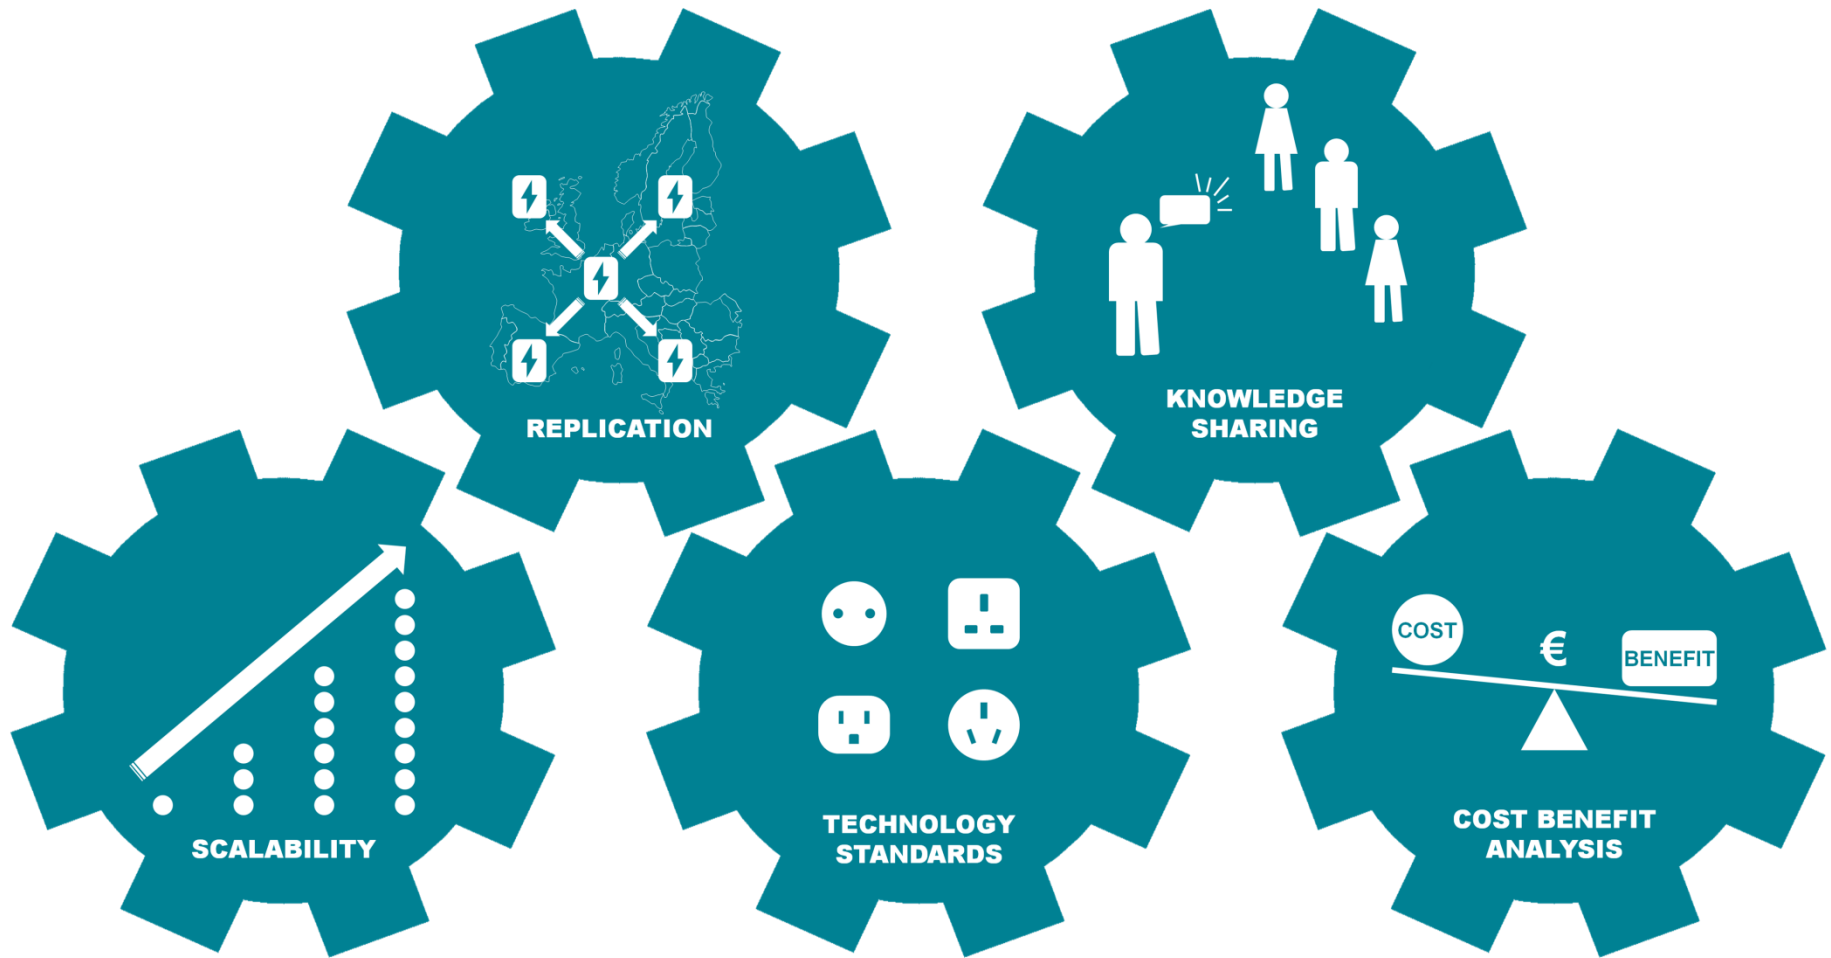 REPLICATION
KNOWLEDGE
SHARING
SCALABILITY
TECHNOLOGY
STANDARDS
COST
€
BENEFIT
COST BENEFIT
ANALYSIS